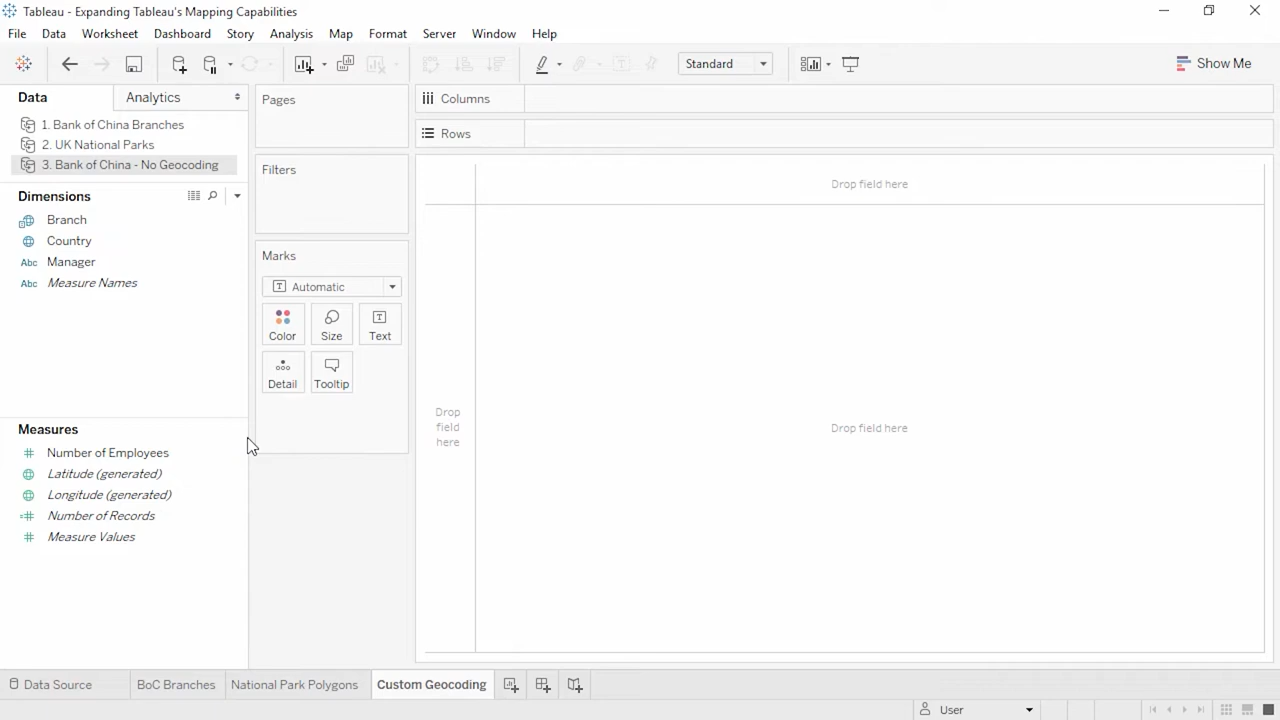 Tableau - Expanding Tableau's Mapping Capabilities
File Data Worksheet Dashboard Story Analysis Map Format Server Window Help
Standard
Show Me
Data
Analytics
1. Bank of China Branches
2. UK National Parks
3. Bank of China - No Geocoding
Dimensions
Branch
Country
Abc Manager
Abc Measure Names
Measures
Number of Employees
Latitude (generated)
Longitude (generated)
Number of Records
Measure Values
Pages
Filters
Marks
Automatic
Color Size Text
Detail Tooltip
Columns
Rows
Drop field here
Drop
field
here
Drop field here
Data Source BoC Branches National Park Polygons Custom Geocoding
User